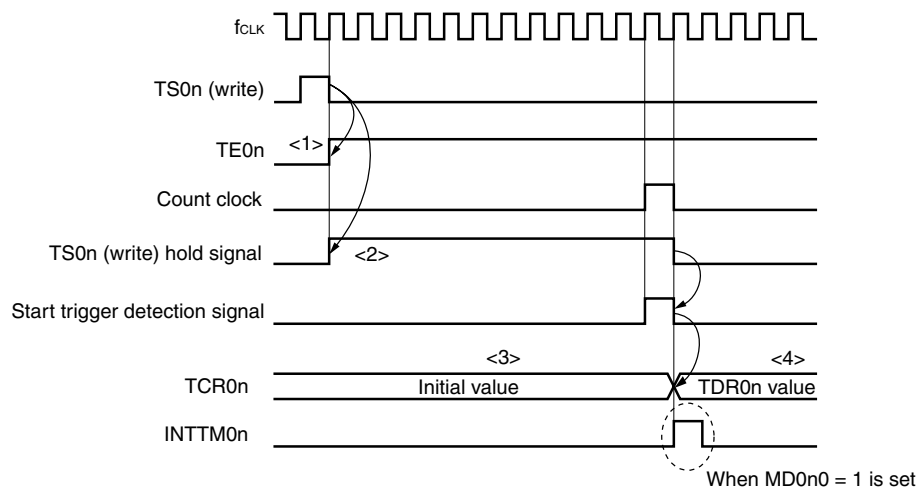 fCLK
TS0n (write)
<1>
TE0n
Count clock
TS0n (write) hold signal
<2>
Start trigger detection signal
<3>
<4>
TCR0n
Initial value
TDR0n value
INTTM0n
When MD0n0 = 1 is set